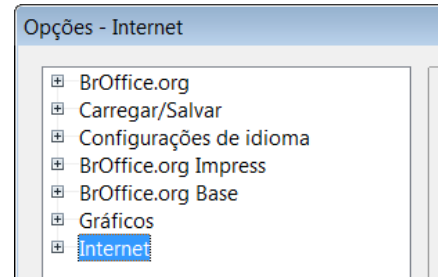 Opções - Internet
BrOffice.org
Carregar/Salvar
Configurações de idioma
BrOffice.org Impress
BrOffice.org Base
Gráficos
Internet